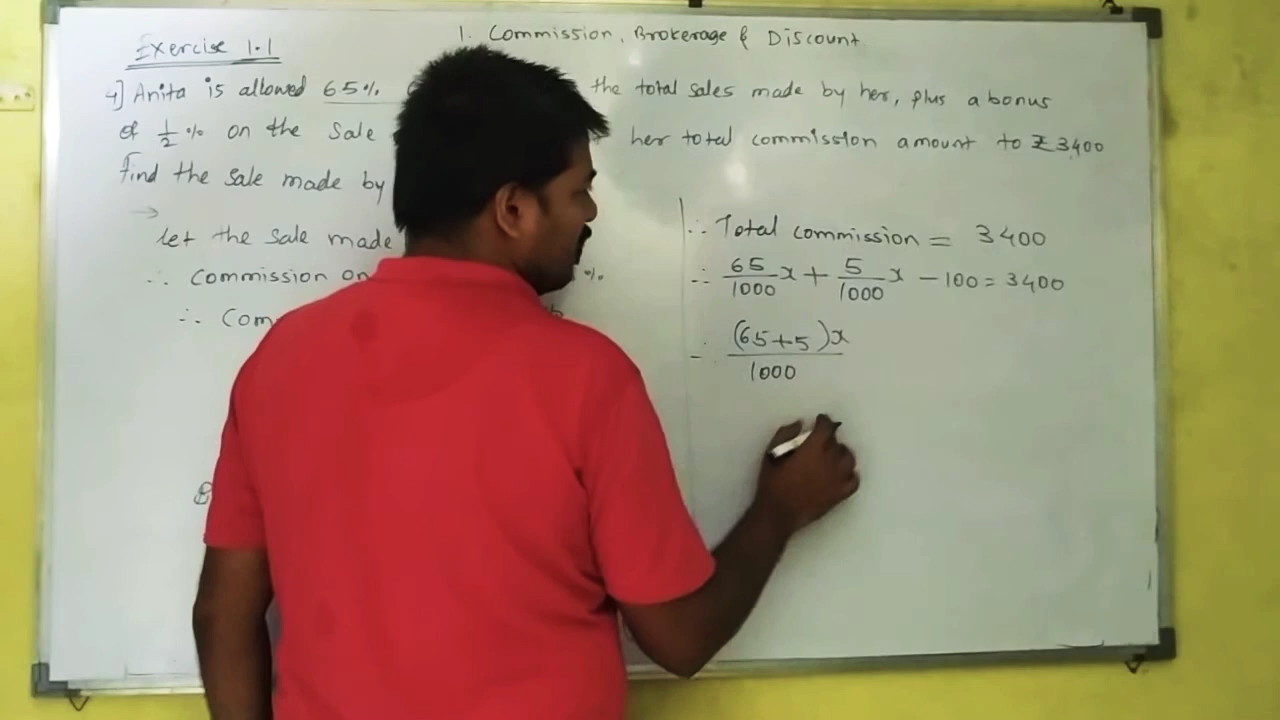 1. Commission, Brokerage & Discount
Exercise 1.1
4] Anita is allowed 65% the total sales made by her, plus a bonus
of 1/2 % on the sale her total commission amount to ₹3400
Find the sale made by
→
let the sale made
∴ Commission on %
∴ Com
∴ Total commission = 3400
∴ 65/1000 x + 5/1000 x - 100 = 3400
∴ (65+5)x/1000